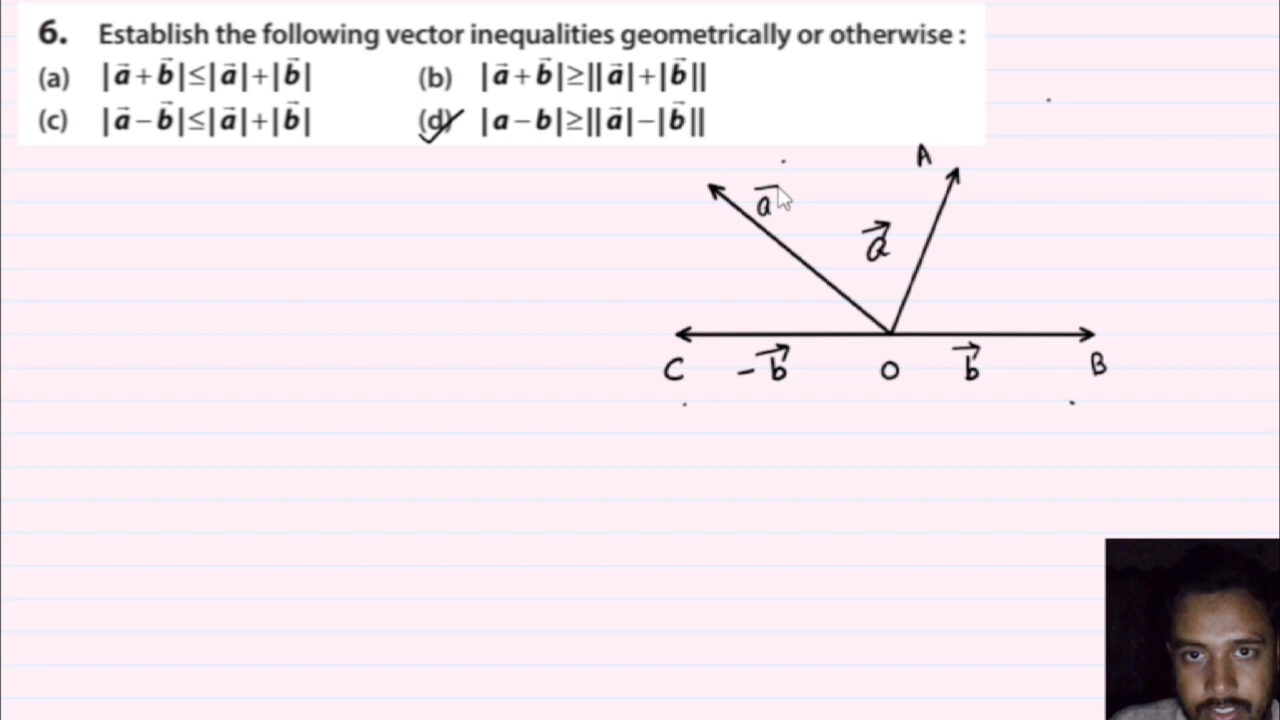 6. Establish the following vector inequalities geometrically or otherwise :
(a) |a⃗ + b⃗| ≤ |a⃗| + |b⃗| (b) |a⃗ + b⃗| ≥ ||a⃗| + |b⃗||
(c) |a⃗ − b⃗| ≤ |a⃗| + |b⃗| (d) |a − b| ≥ ||a⃗| − |b⃗||
A
a⃗
a⃗
C −b⃗ O b⃗ B